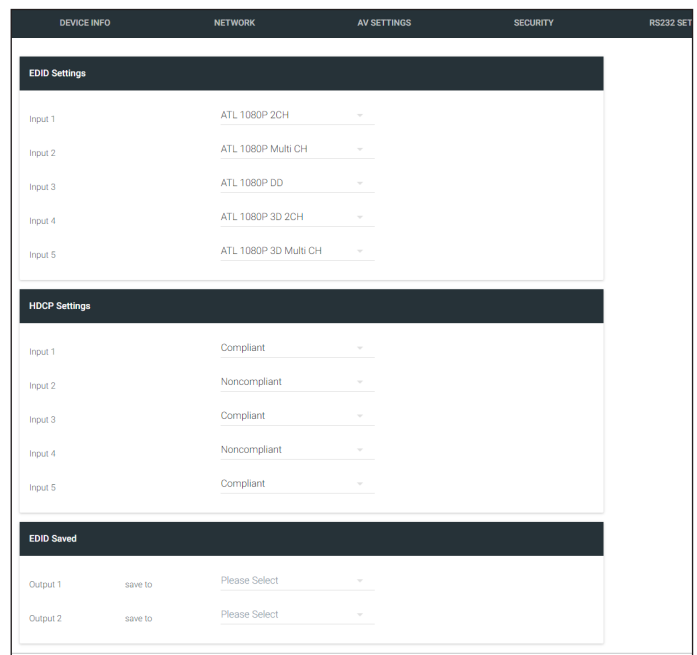 DEVICE INFO NETWORK AV SETTINGS SECURITY RS232 SET
EDID Settings
Input 1 ATL 1080P 2CH
Input 2 ATL 1080P Multi CH
Input 3 ATL 1080P DD
Input 4 ATL 1080P 3D 2CH
Input 5 ATL 1080P 3D Multi CH
HDCP Settings
Input 1 Compliant
Input 2 Noncompliant
Input 3 Compliant
Input 4 Noncompliant
Input 5 Compliant
EDID Saved
Output 1 save to Please Select
Output 2 save to Please Select